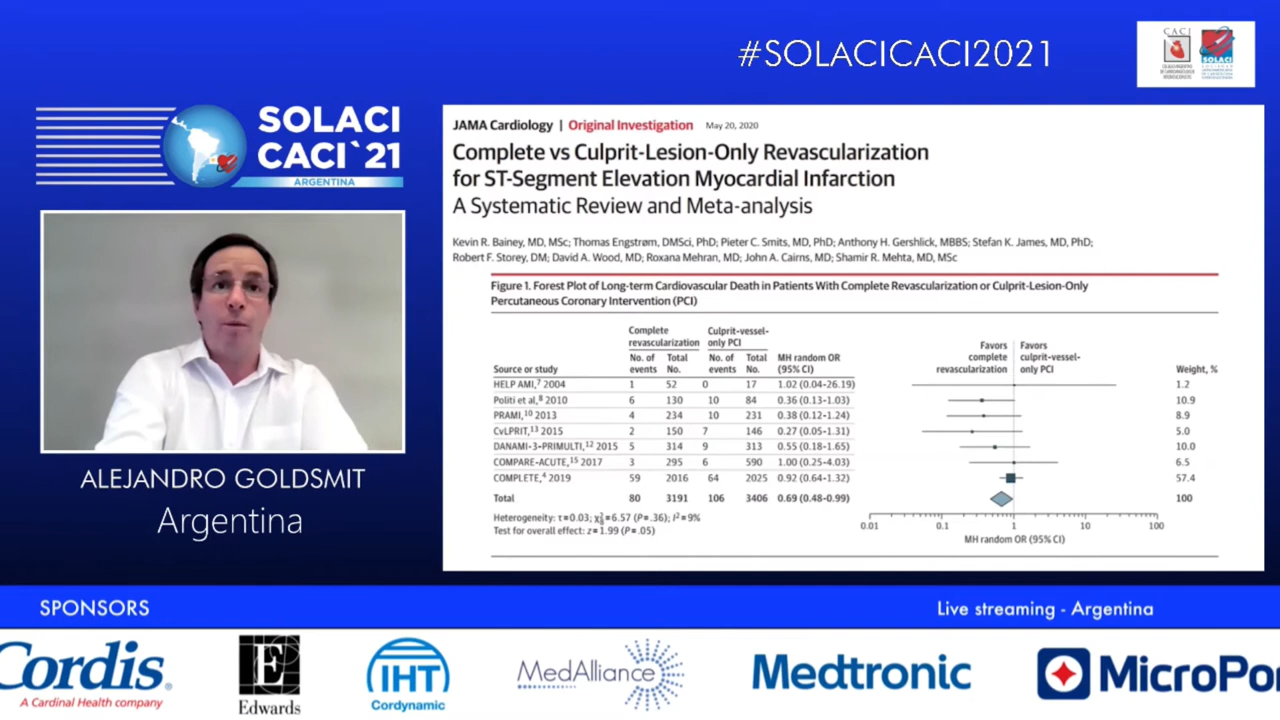 #SOLACICACI2021
CACI
SOLACI
SOLACI
CACI`21
ARGENTINA
JAMA Cardiology | Original Investigation May 20, 2020
Complete vs Culprit-Lesion-Only Revascularization
for ST-Segment Elevation Myocardial Infarction
A Systematic Review and Meta-analysis
Kevin R. Bainey, MD, MSc; Thomas Engstrøm, DMSci, PhD; Pieter C. Smits, MD, PhD; Anthony H. Gershlick, MBBS; Stefan K. James, MD, PhD;
Robert F. Storey, DM; David A. Wood, MD; Roxana Mehran, MD; John A. Cairns, MD; Shamir R. Mehta, MD, MSc
Figure 1. Forest Plot of Long-term Cardiovascular Death in Patients With Complete Revascularization or Culprit-Lesion-Only
Percutaneous Coronary Intervention (PCI)
Complete revascularization
Culprit-vessel-only PCI
Favors complete revascularization
Favors culprit-vessel-only PCI
Source or study No. of events Total No. No. of events Total No. MH random OR (95% CI) Weight, %
HELP AMI,7 2004 1 52 0 17 1.02 (0.04-26.19) 1.2
Politi et al,8 2010 6 130 10 84 0.36 (0.13-1.03) 10.9
PRAMI,10 2013 4 234 10 231 0.38 (0.12-1.24) 8.9
CvLPRIT,13 2015 2 150 7 146 0.27 (0.05-1.31) 5.0
DANAMI-3-PRIMULTI,12 2015 5 314 9 313 0.55 (0.18-1.65) 10.0
COMPARE-ACUTE,15 2017 3 295 6 590 1.00 (0.25-4.03) 6.5
COMPLETE,4 2019 59 2016 64 2025 0.92 (0.64-1.32) 57.4
Total 80 3191 106 3406 0.69 (0.48-0.99) 100
Heterogeneity: τ=0.03; χ²=6.57 (P=.36); I²=9%
Test for overall effect: z=1.99 (P=.05)
0.01 0.1 1 10 100
MH random OR (95% CI)
ALEJANDRO GOLDSMIT
Argentina
SPONSORS
Live streaming - Argentina
Cordis®
A Cardinal Health company
E
Edwards
IHT
Cordynamic
MedAlliance
Medtronic
MicroPo